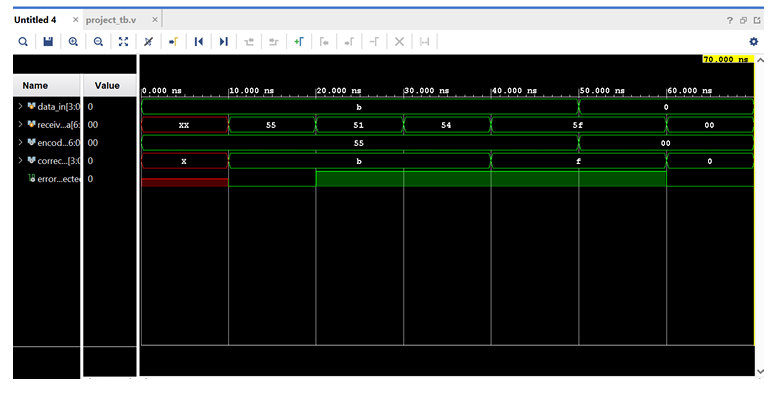 Untitled 4 × project_tb.v ×
70.000 ns
Name Value
0.000 ns 10.000 ns 20.000 ns 30.000 ns 40.000 ns 50.000 ns 60.000 ns
data_in[3:0 0 b 0
receiv...a[6: 00 XX 55 51 54 5f 00
encod...6:0] 00 55 00
correc...[3:0 0 X b f 0
error...ected 0